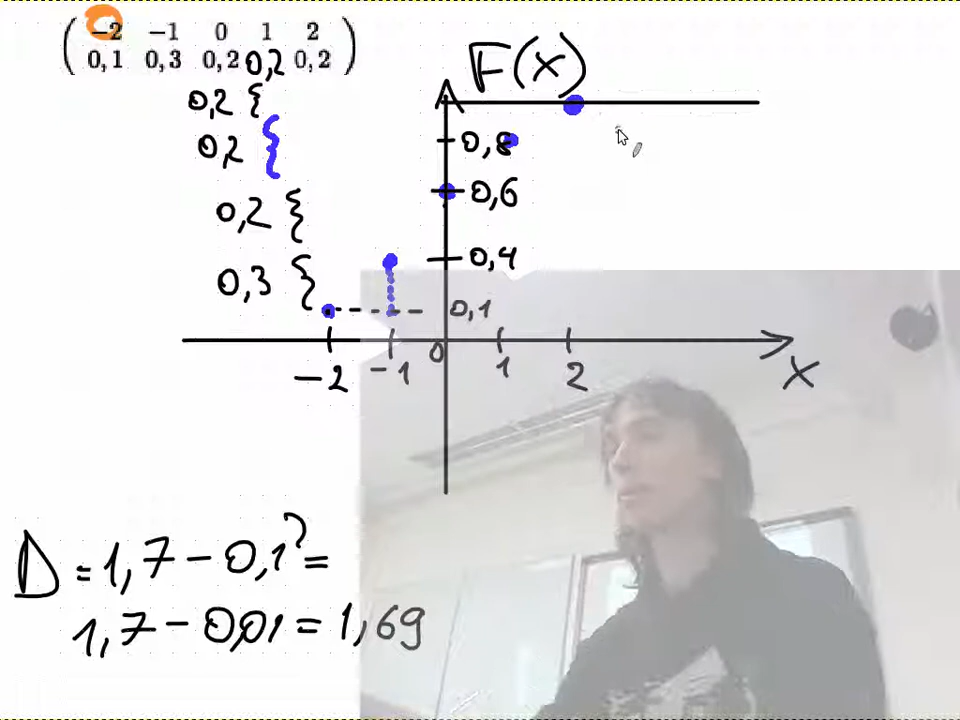 -2 -1 0 1 2
0,1 0,3 0,2 0,2 0,2
F(x)
0,2 {
0,2 {
0,8
0,2 {
0,6
0,4
0,3 {
0,1
-2 -1 0 1 2 X
D = 1,7 - 0,1² =
1,7 - 0,01 = 1,69